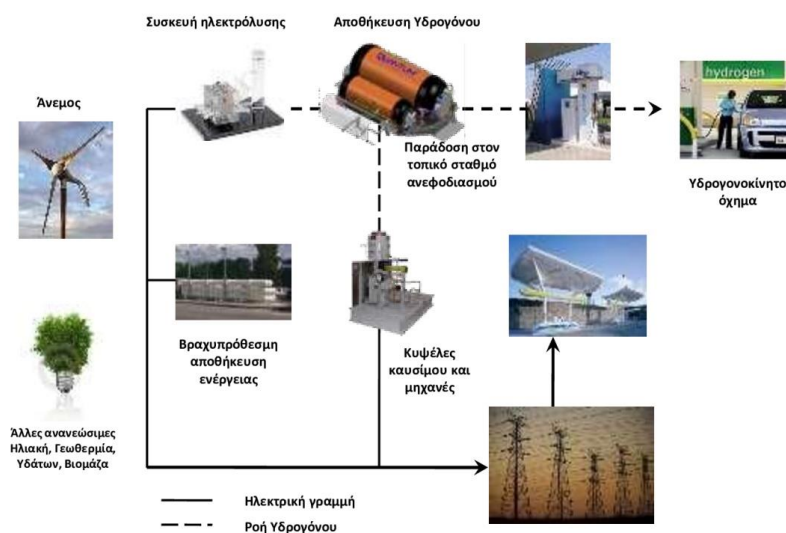 Συσκευή ηλεκτρόλυσης
Αποθήκευση Υδρογόνου
Άνεμος
QUANTUM
hydrogen
Παράδοση στον
τοπικό σταθμό
ανεφοδιασμού
Υδρογονοκίνητο
όχημα
Βραχυπρόθεσμη
αποθήκευση
ενέργειας
Κυψέλες
καυσίμου και
μηχανές
Άλλες ανανεώσιμες
Ηλιακή, Γεωθερμία,
Υδάτων, Βιομάζα
Ηλεκτρική γραμμή
Ροή Υδρογόνου